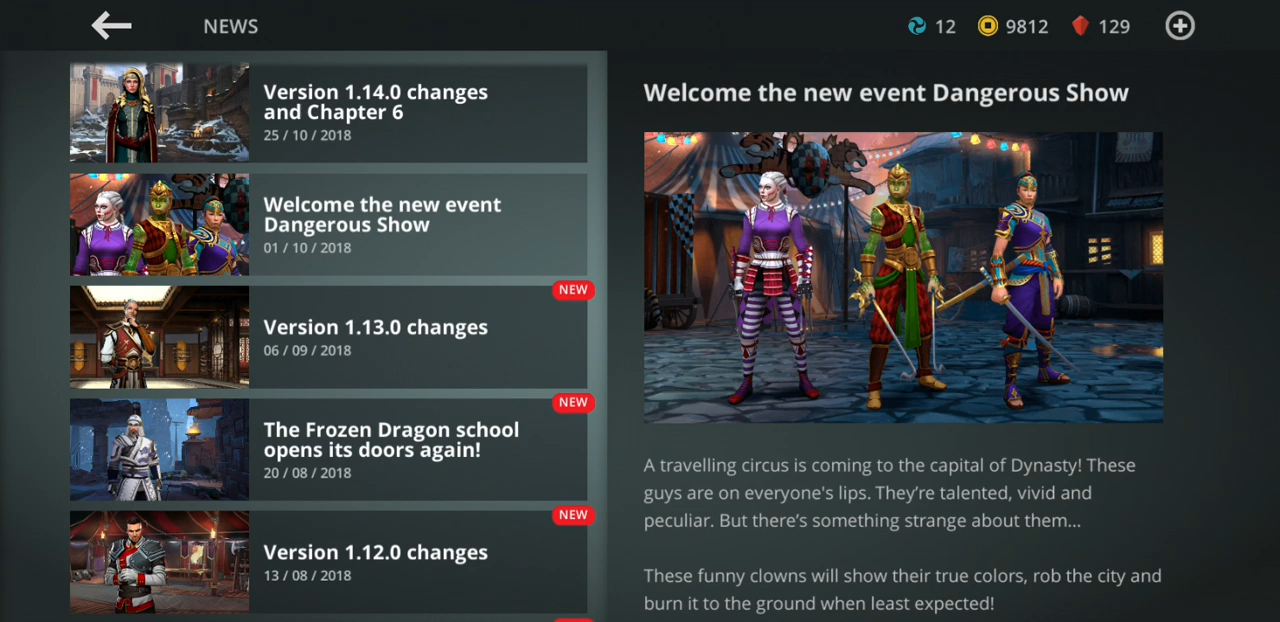 NEWS
12
9812
129
Version 1.14.0 changes
and Chapter 6
25 / 10 / 2018
Welcome the new event
Dangerous Show
01 / 10 / 2018
NEW
Version 1.13.0 changes
06 / 09 / 2018
NEW
The Frozen Dragon school
opens its doors again!
20 / 08 / 2018
NEW
Version 1.12.0 changes
13 / 08 / 2018
Welcome the new event Dangerous Show
A travelling circus is coming to the capital of Dynasty! These
guys are on everyone's lips. They’re talented, vivid and
peculiar. But there’s something strange about them...
These funny clowns will show their true colors, rob the city and
burn it to the ground when least expected!